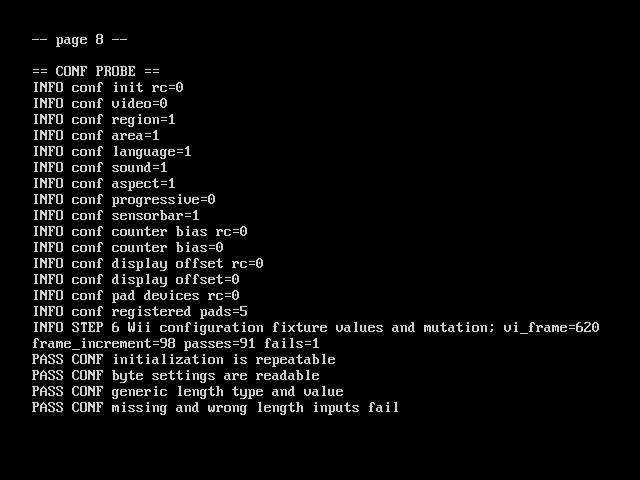 -- page 8 --
== CONF PROBE ==
INFO conf init rc=0
INFO conf video=0
INFO conf region=1
INFO conf area=1
INFO conf language=1
INFO conf sound=1
INFO conf aspect=1
INFO conf progressive=0
INFO conf sensorbar=1
INFO conf counter bias rc=0
INFO conf counter bias=0
INFO conf display offset rc=0
INFO conf display offset=0
INFO conf pad devices rc=0
INFO conf registered pads=5
INFO STEP 6 Wii configuration fixture values and mutation; vi_frame=620
frame_increment=98 passes=91 fails=1
PASS CONF initialization is repeatable
PASS CONF byte settings are readable
PASS CONF generic length type and value
PASS CONF missing and wrong length inputs fail